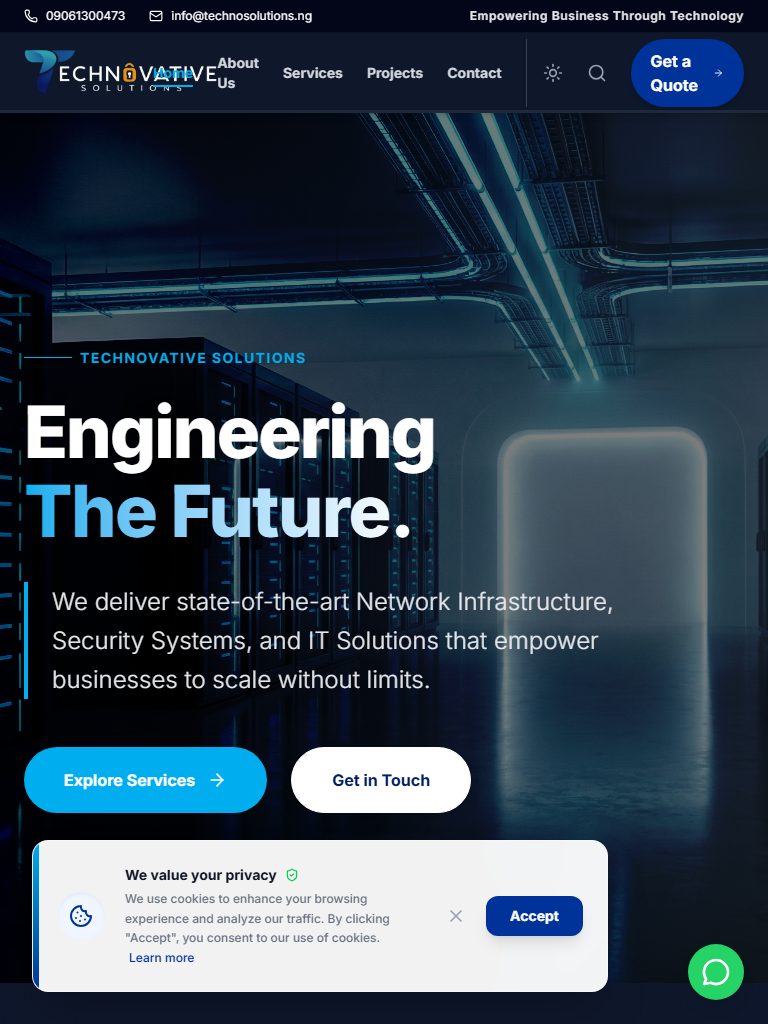 09061300473 info@technosolutions.ng Empowering Business Through Technology
TECHNOVATIVE
SOLUTIONS
Home About Us Services Projects Contact
Get a Quote
TECHNOVATIVE SOLUTIONS
Engineering
The Future.
We deliver state-of-the-art Network Infrastructure,
Security Systems, and IT Solutions that empower
businesses to scale without limits.
Explore Services Get in Touch
We value your privacy
We use cookies to enhance your browsing
experience and analyze our traffic. By clicking
"Accept", you consent to our use of cookies.
Learn more
Accept